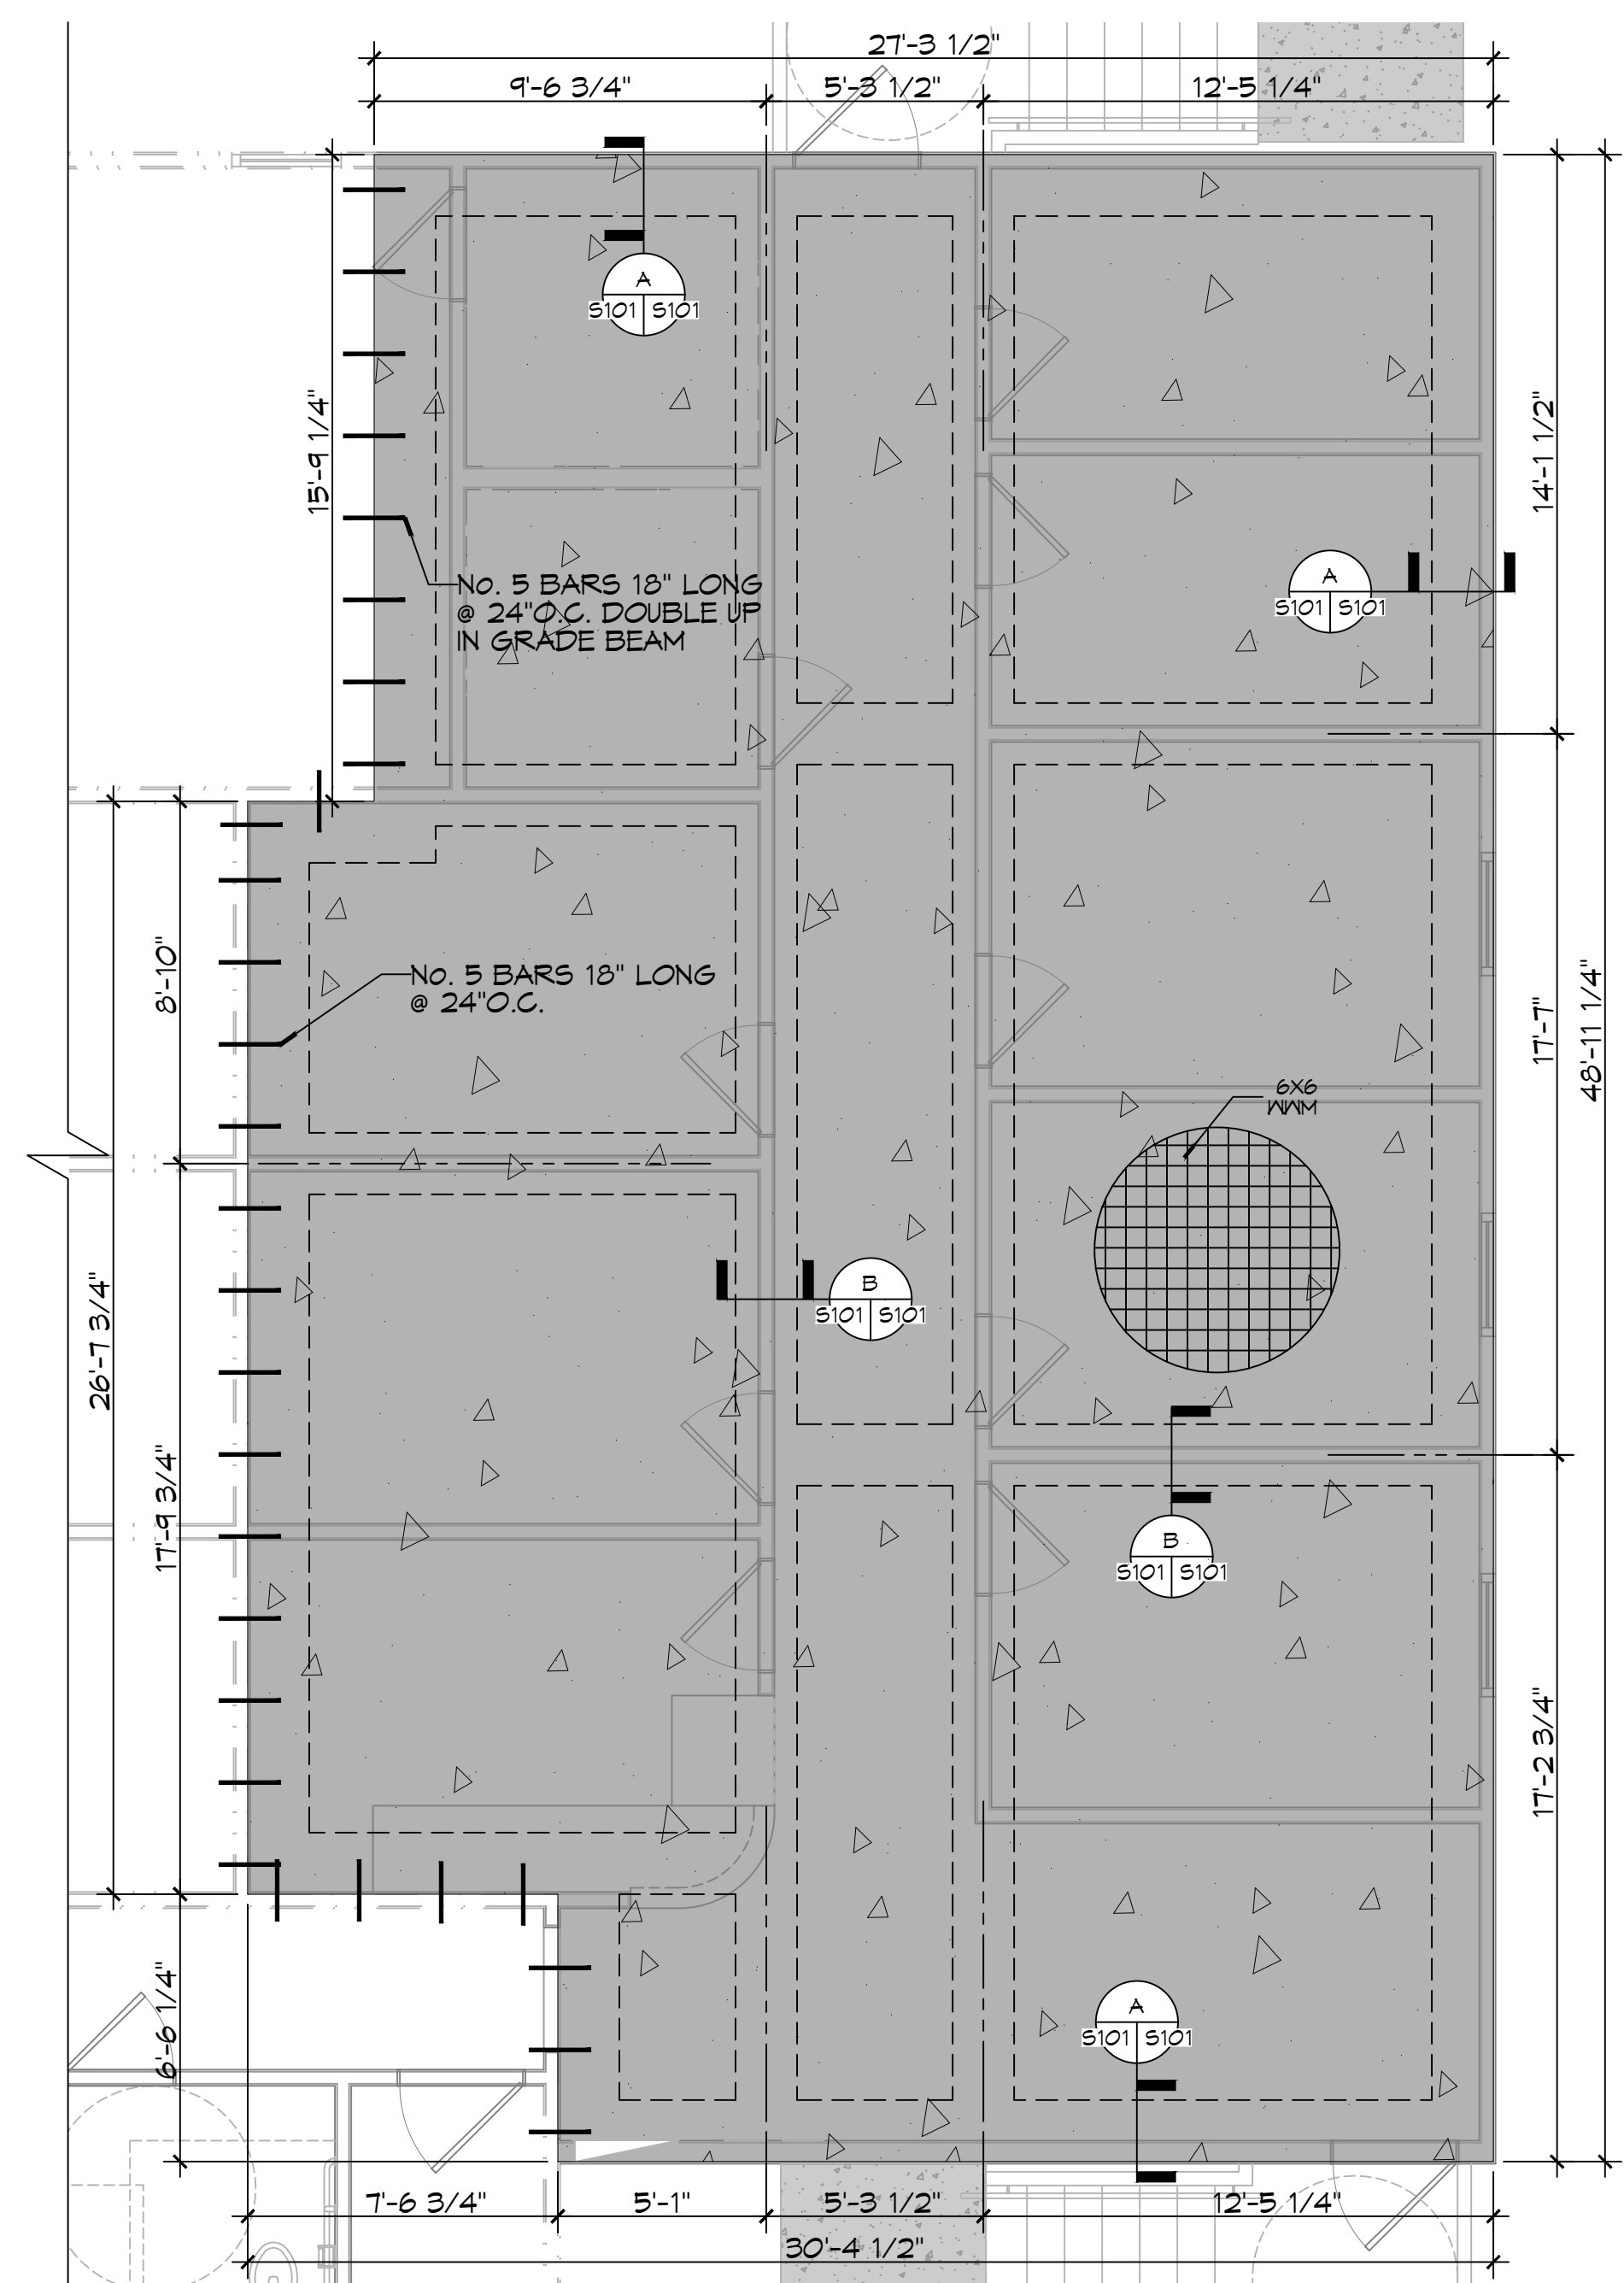 27'-3 1/2"
9'-6 3/4"
5'-3 1/2"
12'-5 1/4"
A
S101
S101
15'-9 1/4"
14'-1 1/2"
A
S101
S101
No. 5 BARS 18" LONG
@ 24"O.C. DOUBLE UP
IN GRADE BEAM
8'-10"
No. 5 BARS 18" LONG
@ 24"O.C.
17'-7"
48'-11 1/4"
6X6
WWM
26'-7 3/4"
B
S101
S101
17'-9 3/4"
B
S101
S101
17'-2 3/4"
6'-6 1/4"
A
S101
S101
7'-6 3/4"
5'-1"
5'-3 1/2"
12'-5 1/4"
30'-4 1/2"